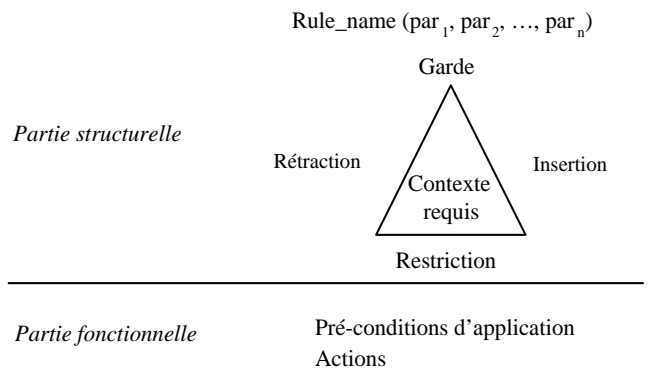 Rule_name (par1, par2, …, parn)
Garde
Partie structurelle
Rétraction
Insertion
Contexte
requis
Restriction
Partie fonctionnelle
Pré-conditions d’application
Actions